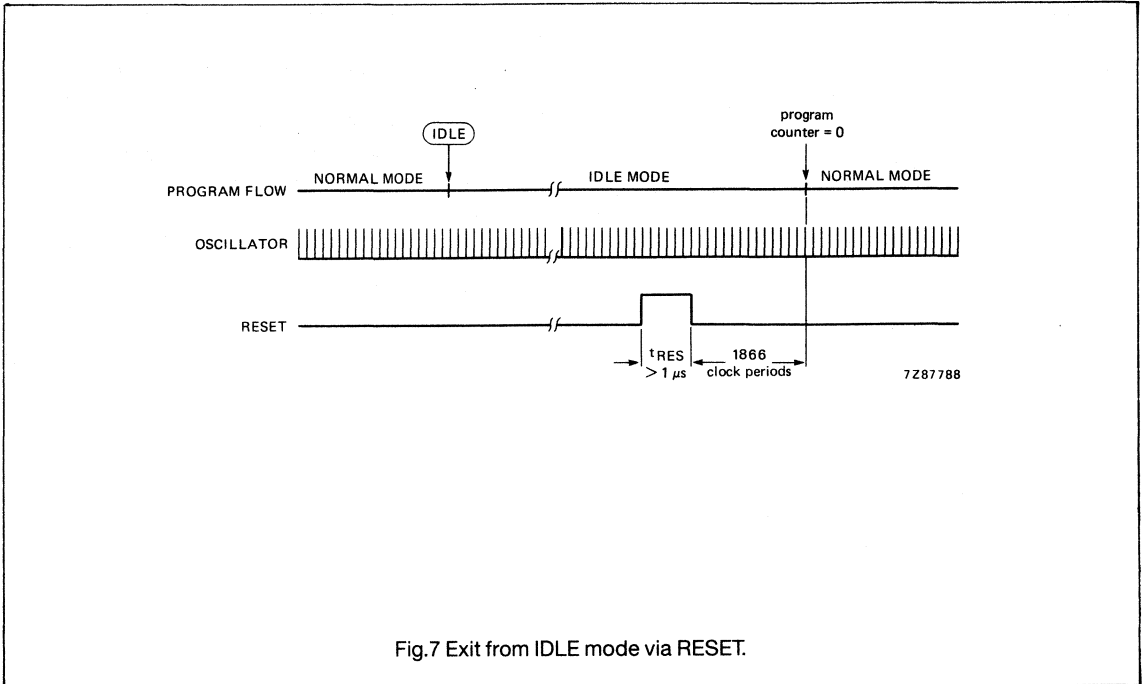 program
counter = 0
IDLE
NORMAL MODE
IDLE MODE
NORMAL MODE
PROGRAM FLOW
OSCILLATOR
RESET
tRES
> 1 µs
1866
clock periods
7Z87788
Fig.7 Exit from IDLE mode via RESET.